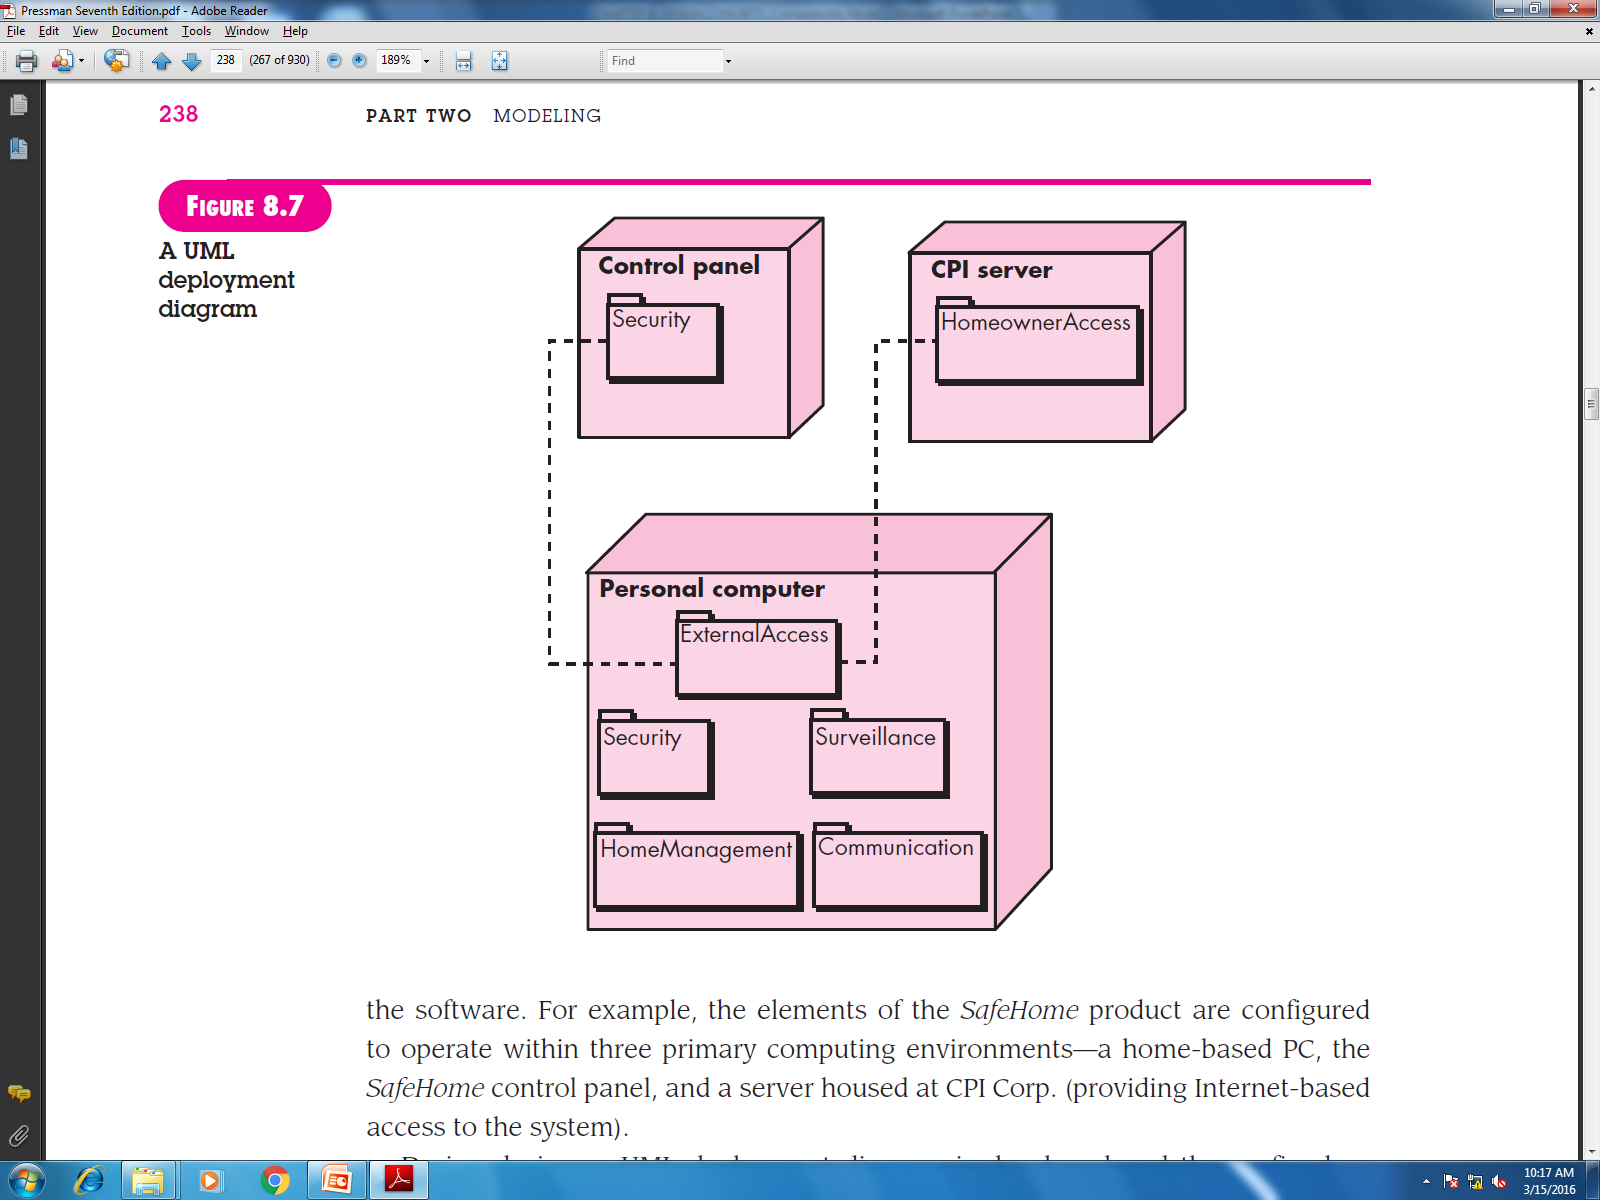 Pressman Seventh Edition.pdf - Adobe Reader
File Edit View Document Tools Window Help
238 (267 of 930) 189% Find
238 PART TWO MODELING
FIGURE 8.7
A UML
deployment
diagram
Control panel
Security
CPI server
HomeownerAccess
Personal computer
ExternalAccess
Security
Surveillance
HomeManagement
Communication
the software. For example, the elements of the SafeHome product are configured
to operate within three primary computing environments—a home-based PC, the
SafeHome control panel, and a server housed at CPI Corp. (providing Internet-based
access to the system).
10:17 AM
3/15/2016